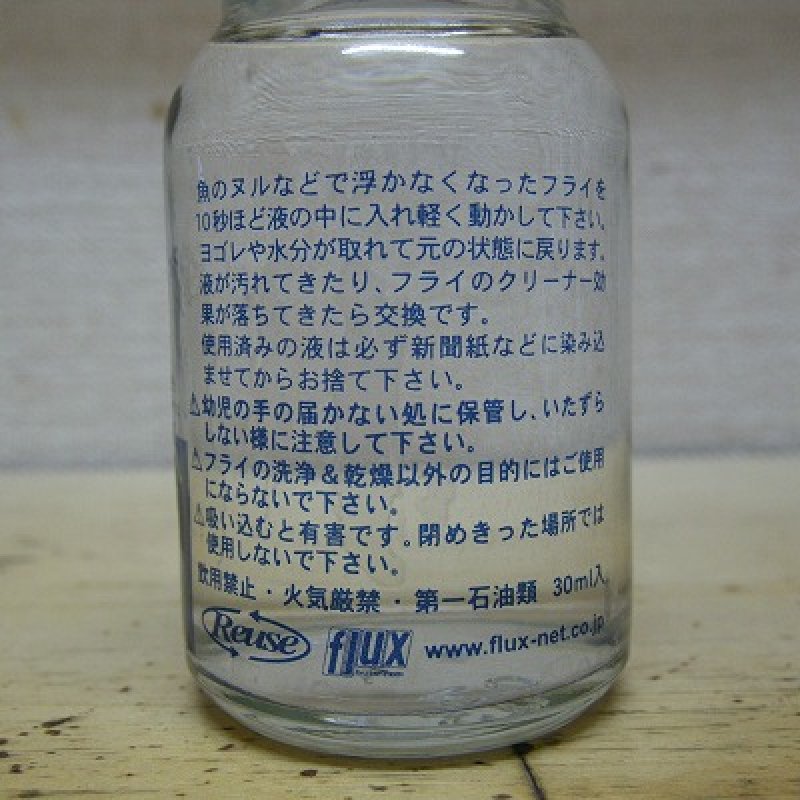 魚のヌルなどで浮かなくなったフライを
10秒ほど液の中に入れ軽く動かして下さい。
ヨゴレや水分が取れて元の状態に戻ります。
液が汚れてきたり、フライのクリーナー効
果が落ちてきたら交換です。
使用済みの液は必ず新聞紙などに染み込
ませてからお捨て下さい。
⚠幼児の手の届かない処に保管し、いたずら
しない様に注意して下さい。
⚠フライの洗浄&乾燥以外の目的にはご使用
にならないで下さい。
⚠吸い込むと有害です。閉めきった場所では
使用しないで下さい。
飲用禁止・火気厳禁・第一石油類 30ml入
Reuse flux www.flux-net.co.jp